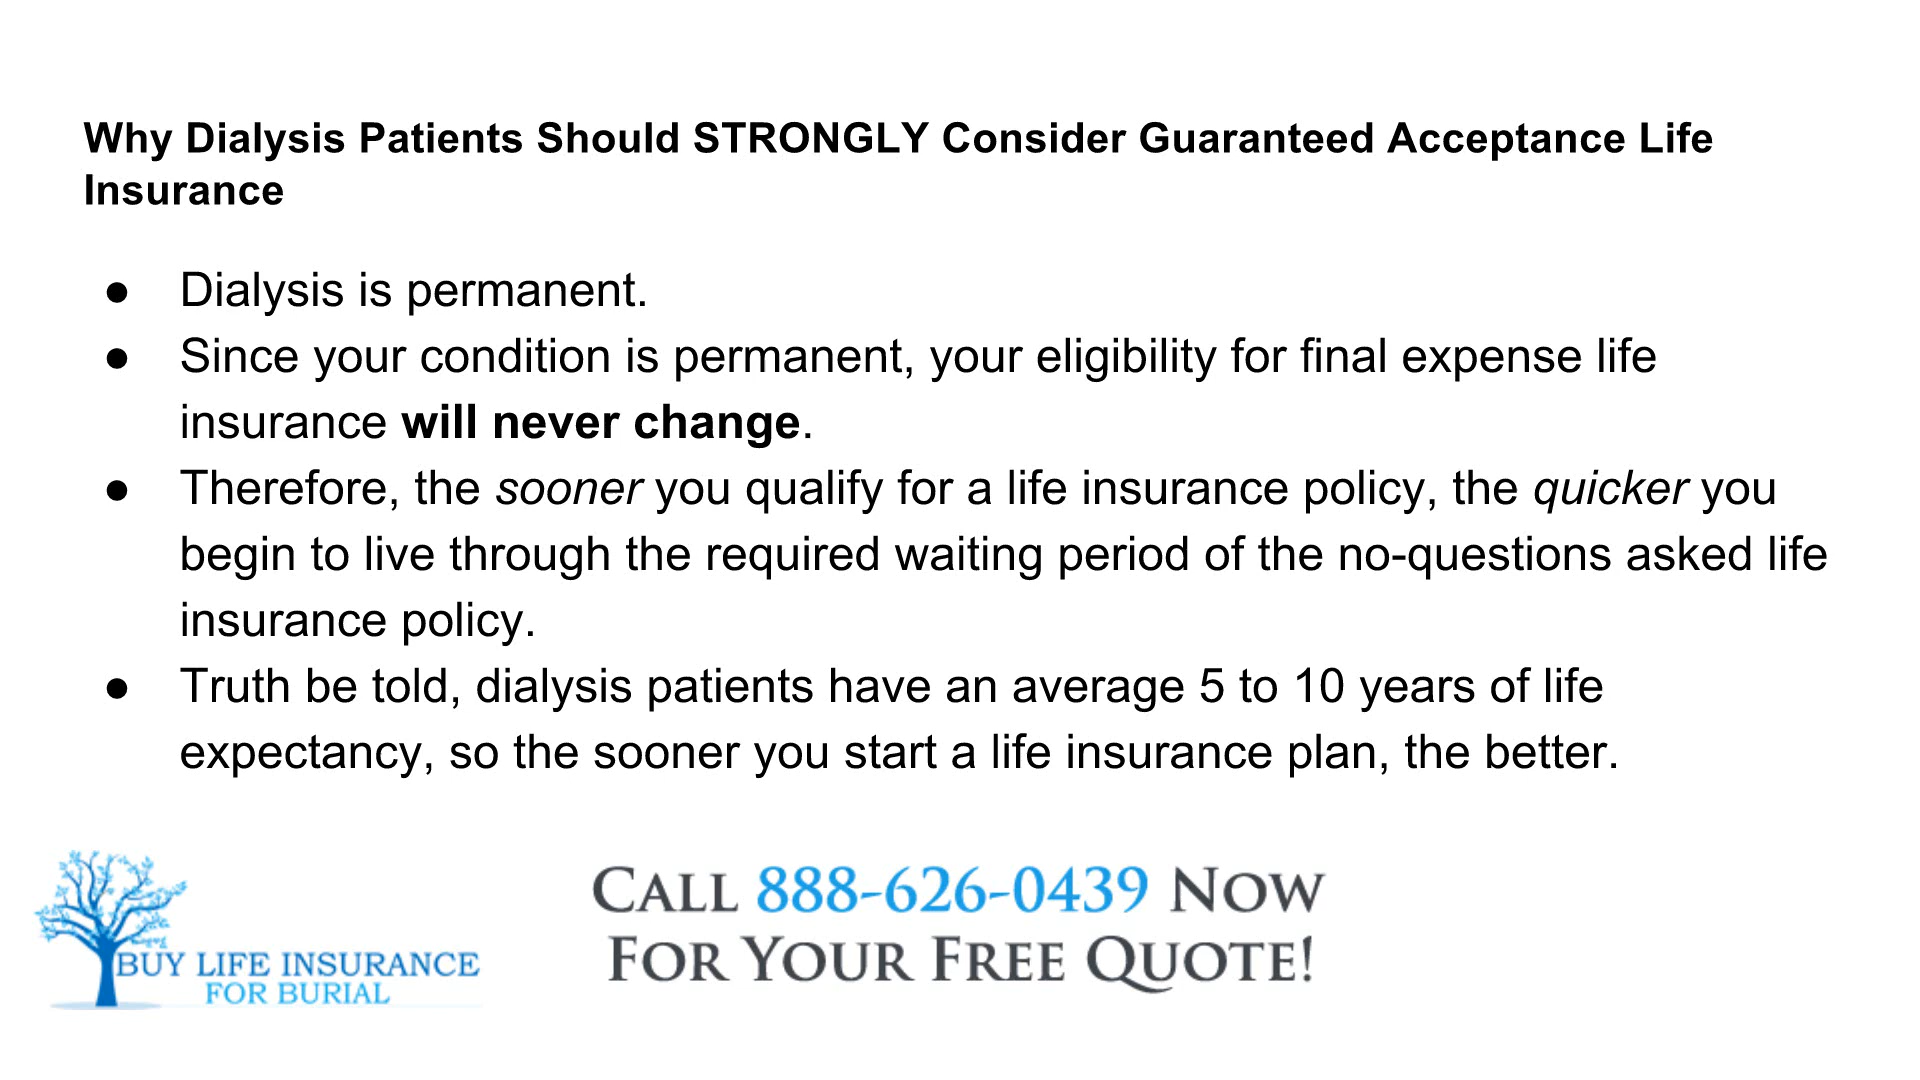 Why Dialysis Patients Should STRONGLY Consider Guaranteed Acceptance Life
Insurance
● Dialysis is permanent.
● Since your condition is permanent, your eligibility for final expense life
insurance will never change.
● Therefore, the sooner you qualify for a life insurance policy, the quicker you
begin to live through the required waiting period of the no-questions asked life
insurance policy.
● Truth be told, dialysis patients have an average 5 to 10 years of life
expectancy, so the sooner you start a life insurance plan, the better.
BUY LIFE INSURANCE
FOR BURIAL
CALL 888-626-0439 NOW
FOR YOUR FREE QUOTE!